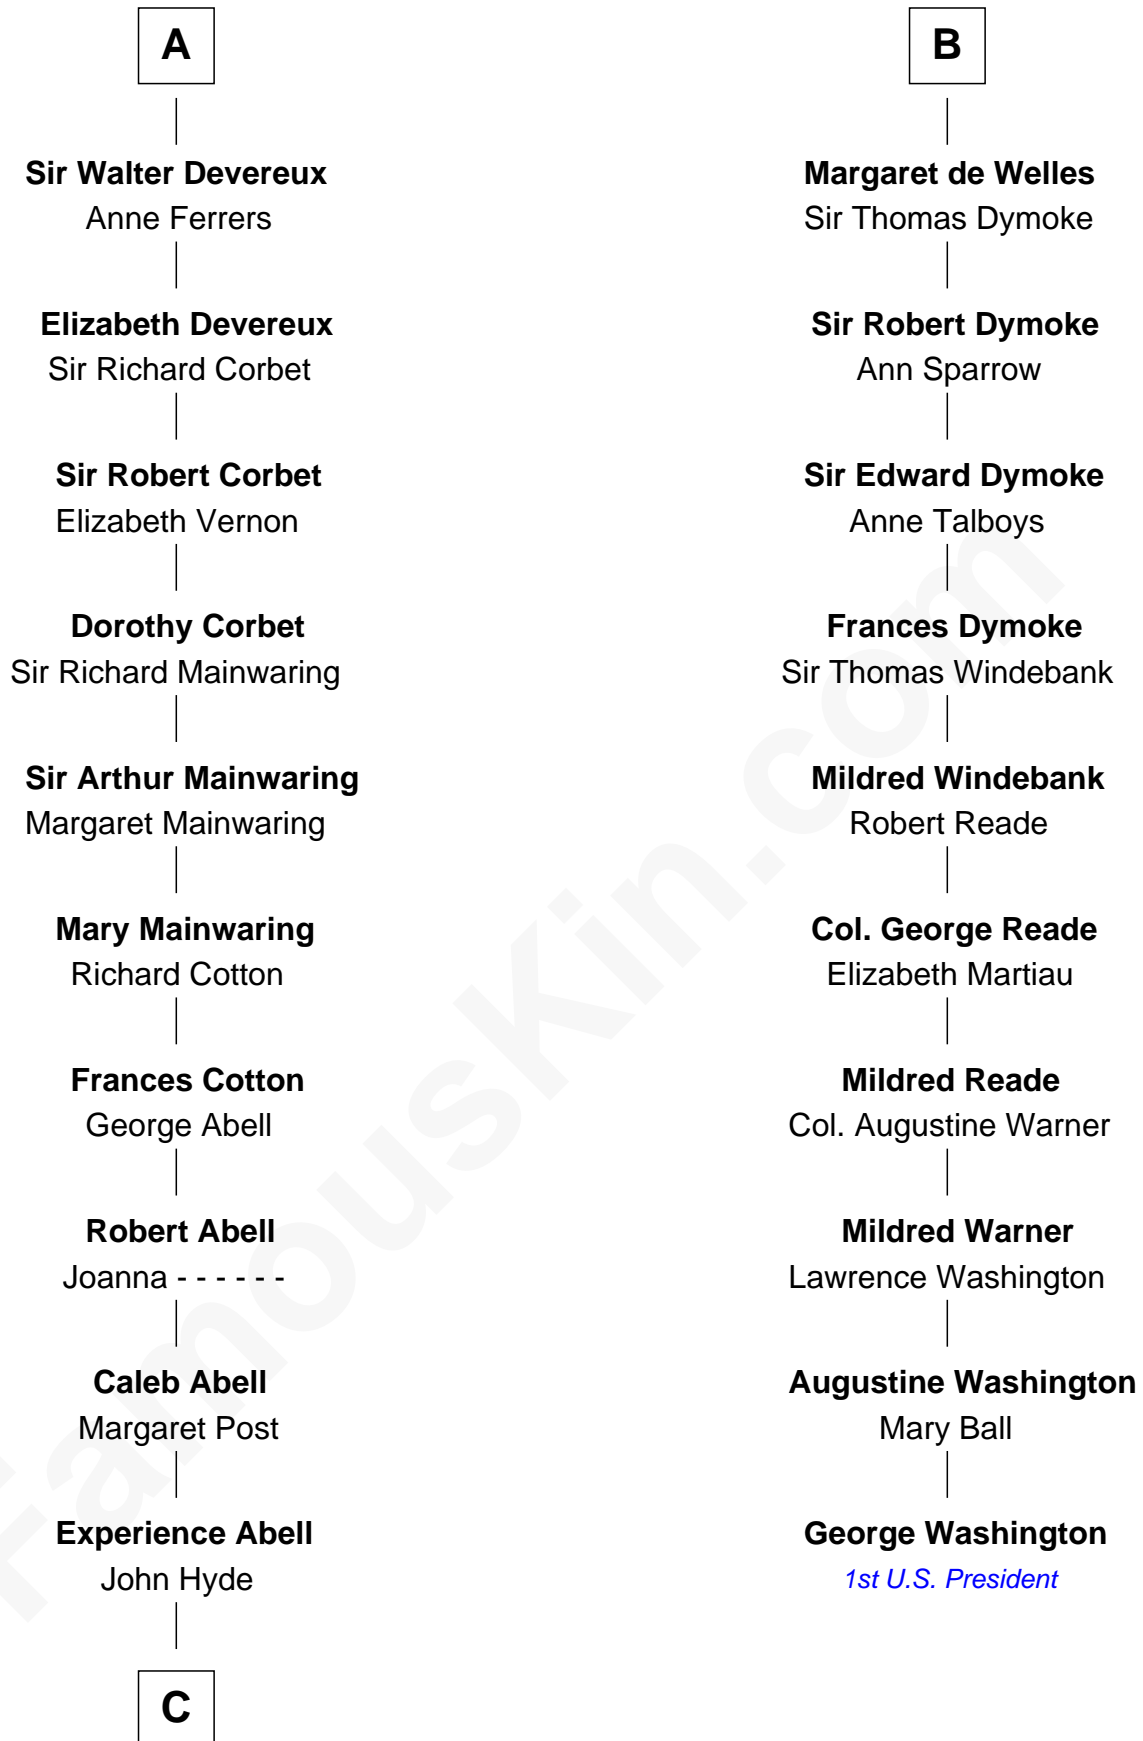 A
Sir Walter Devereux
Anne Ferrers
Elizabeth Devereux
Sir Richard Corbet
Sir Robert Corbet
Elizabeth Vernon
Dorothy Corbet
Sir Richard Mainwaring
Sir Arthur Mainwaring
Margaret Mainwaring
Mary Mainwaring
Richard Cotton
Frances Cotton
George Abell
Robert Abell
Joanna - - - - - -
Caleb Abell
Margaret Post
Experience Abell
John Hyde
C
B
Margaret de Welles
Sir Thomas Dymoke
Sir Robert Dymoke
Ann Sparrow
Sir Edward Dymoke
Anne Talboys
Frances Dymoke
Sir Thomas Windebank
Mildred Windebank
Robert Reade
Col. George Reade
Elizabeth Martiau
Mildred Reade
Col. Augustine Warner
Mildred Warner
Lawrence Washington
Augustine Washington
Mary Ball
George Washington
1st U.S. President
FamousKin.com